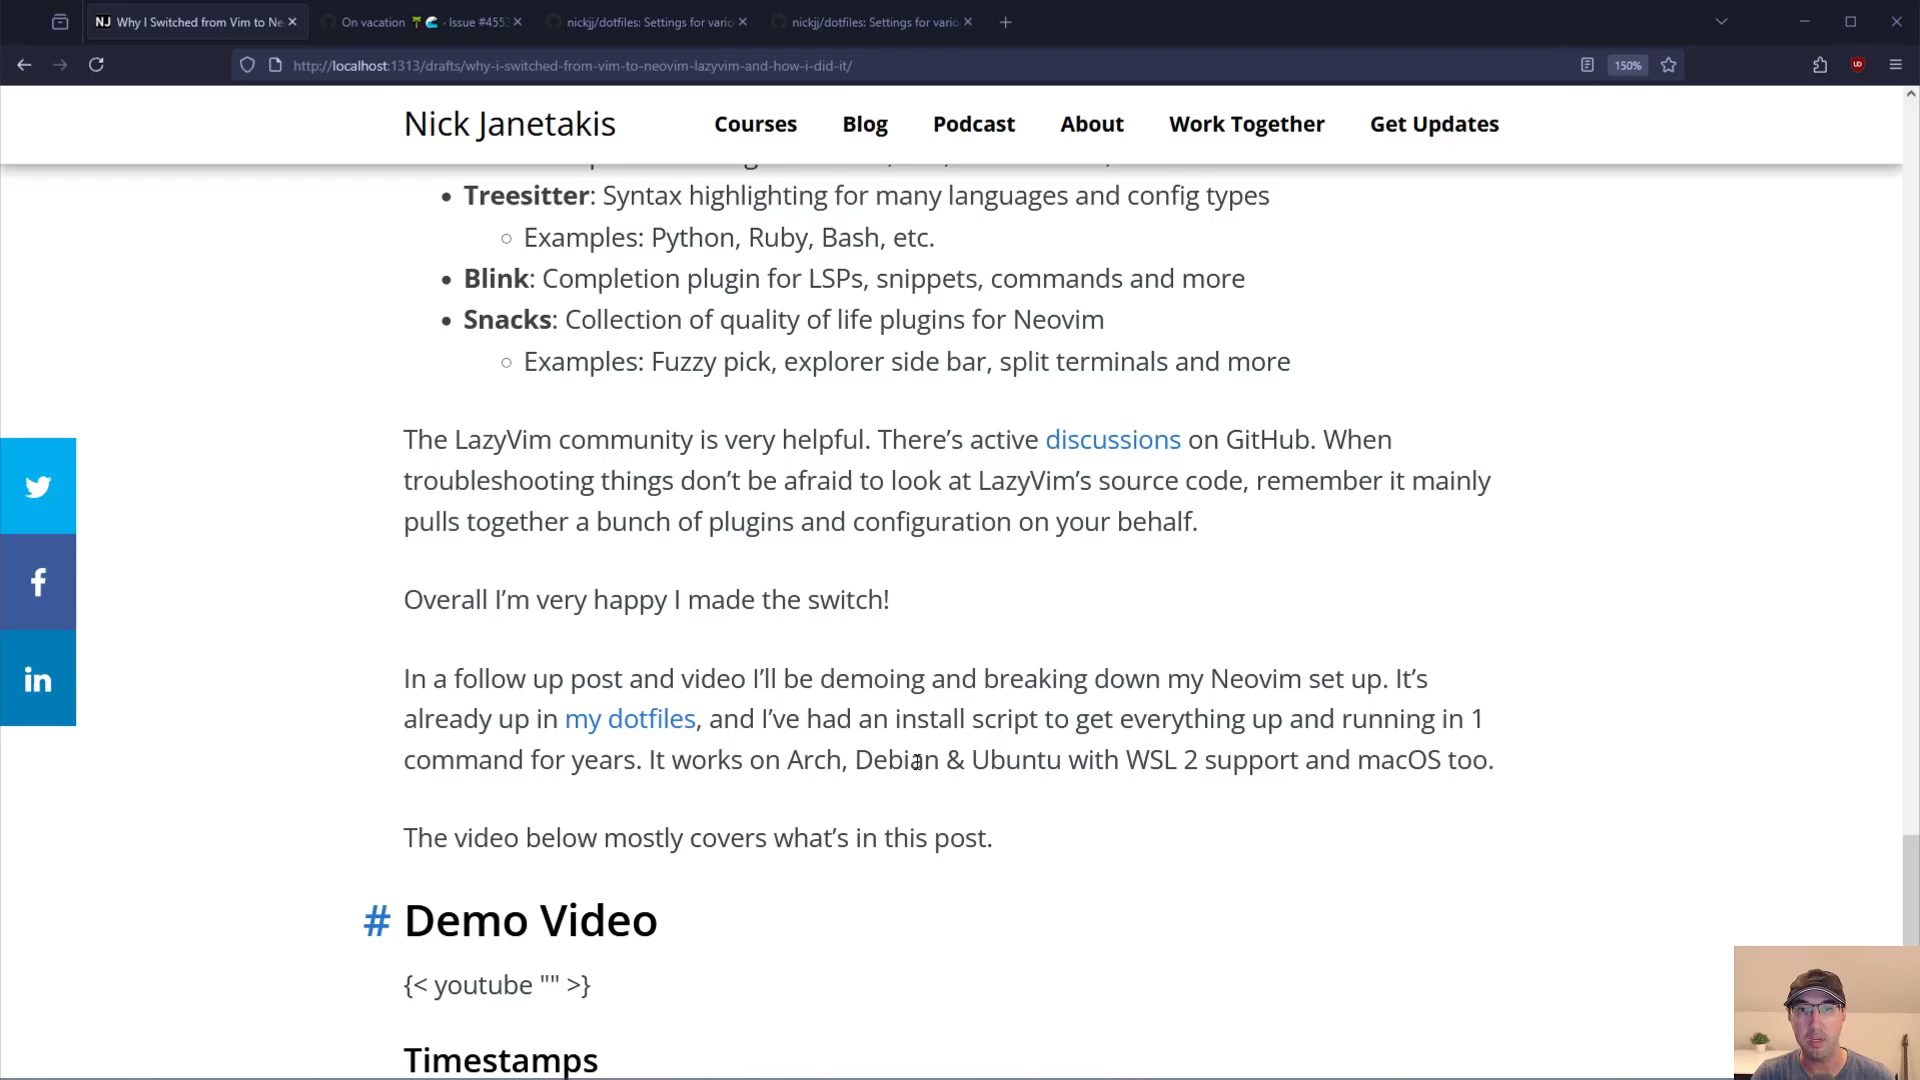 NJ Why I Switched from Vim to Ne
On vacation 🌴🌊 - Issue #4553
nickjj/dotfiles: Settings for vario
nickjj/dotfiles: Settings for vario
http://localhost:1313/drafts/why-i-switched-from-vim-to-neovim-lazyvim-and-how-i-did-it/
150%
Nick Janetakis
Courses
Blog
Podcast
About
Work Together
Get Updates
• Treesitter: Syntax highlighting for many languages and config types
◦ Examples: Python, Ruby, Bash, etc.
• Blink: Completion plugin for LSPs, snippets, commands and more
• Snacks: Collection of quality of life plugins for Neovim
◦ Examples: Fuzzy pick, explorer side bar, split terminals and more
The LazyVim community is very helpful. There’s active discussions on GitHub. When
troubleshooting things don’t be afraid to look at LazyVim’s source code, remember it mainly
pulls together a bunch of plugins and configuration on your behalf.
Overall I’m very happy I made the switch!
In a follow up post and video I’ll be demoing and breaking down my Neovim set up. It’s
already up in my dotfiles, and I’ve had an install script to get everything up and running in 1
command for years. It works on Arch, Debian & Ubuntu with WSL 2 support and macOS too.
The video below mostly covers what’s in this post.
# Demo Video
{< youtube "" >}
Timestamps